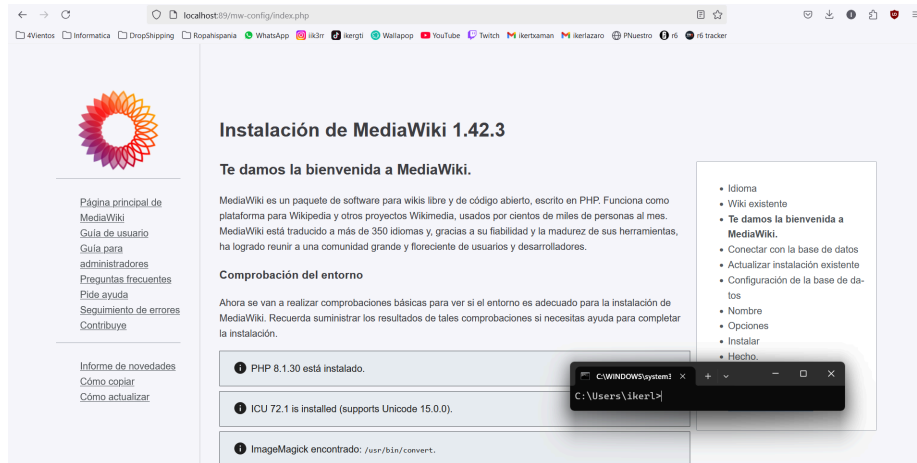 localhost:89/mw-config/index.php
4Vientos Informatica DropShipping Ropahispania WhatsApp iik3rr ikergti Wallapop YouTube Twitch ikertxaman ikerlazaro PNuestro r6 r6 tracker
Instalación de MediaWiki 1.42.3
Te damos la bienvenida a MediaWiki.
MediaWiki es un paquete de software para wikis libre y de código abierto, escrito en PHP. Funciona como
plataforma para Wikipedia y otros proyectos Wikimedia, usados por cientos de miles de personas al mes.
MediaWiki está traducido a más de 350 idiomas y, gracias a su fiabilidad y la madurez de sus herramientas,
ha logrado reunir a una comunidad grande y floreciente de usuarios y desarrolladores.
Comprobación del entorno
Ahora se van a realizar comprobaciones básicas para ver si el entorno es adecuado para la instalación de
MediaWiki. Recuerda suministrar los resultados de tales comprobaciones si necesitas ayuda para completar
la instalación.
PHP 8.1.30 está instalado.
ICU 72.1 is installed (supports Unicode 15.0.0).
ImageMagick encontrado: /usr/bin/convert.
Página principal de
MediaWiki
Guía de usuario
Guía para
administradores
Preguntas frecuentes
Pide ayuda
Seguimiento de errores
Contribuye
Informe de novedades
Cómo copiar
Cómo actualizar
Idioma
Wiki existente
Te damos la bienvenida a
MediaWiki.
Conectar con la base de datos
Actualizar instalación existente
Configuración de la base de da-
tos
Nombre
Opciones
Instalar
Hecho.
C:\WINDOWS\system3
C:\Users\ikerl>